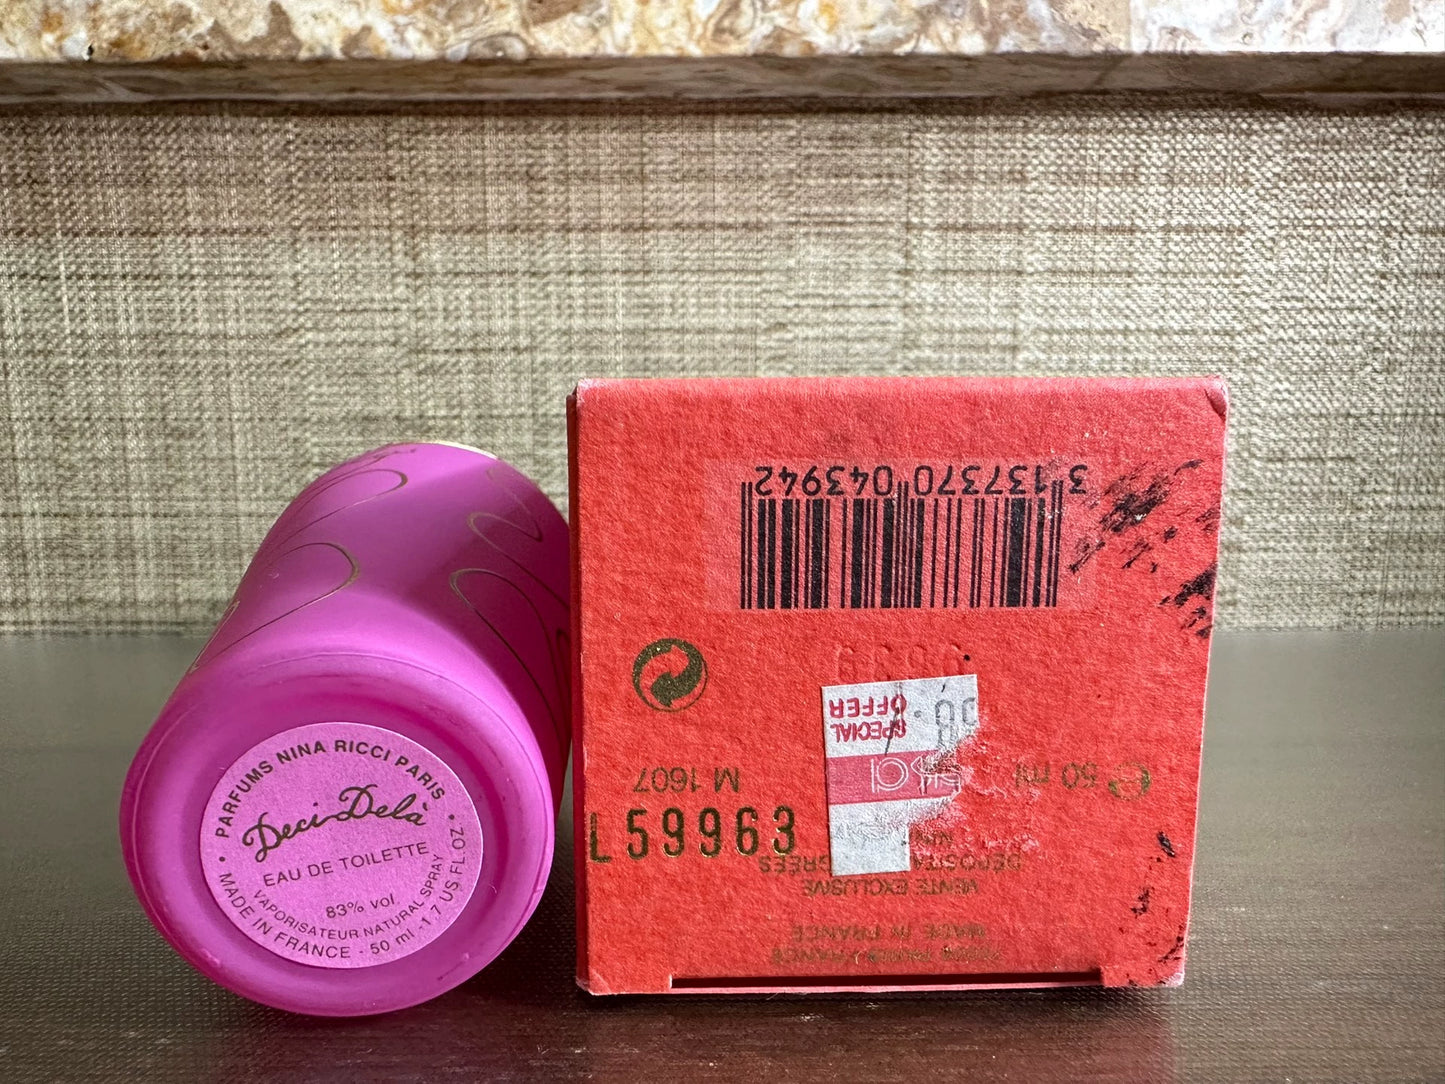 PARFUMS NINA RICCI PARIS
Deci Delà
EAU DE TOILETTE
83% vol
VAPORISATEUR NATURAL SPRAY
MADE IN FRANCE - 50 ml - 1.7 US FL OZ
3 137370 043942
SPECIAL
OFFER
M 1607
e 50 ml
L59963
VENTE EXCLUSIVE
MADE IN FRANCE